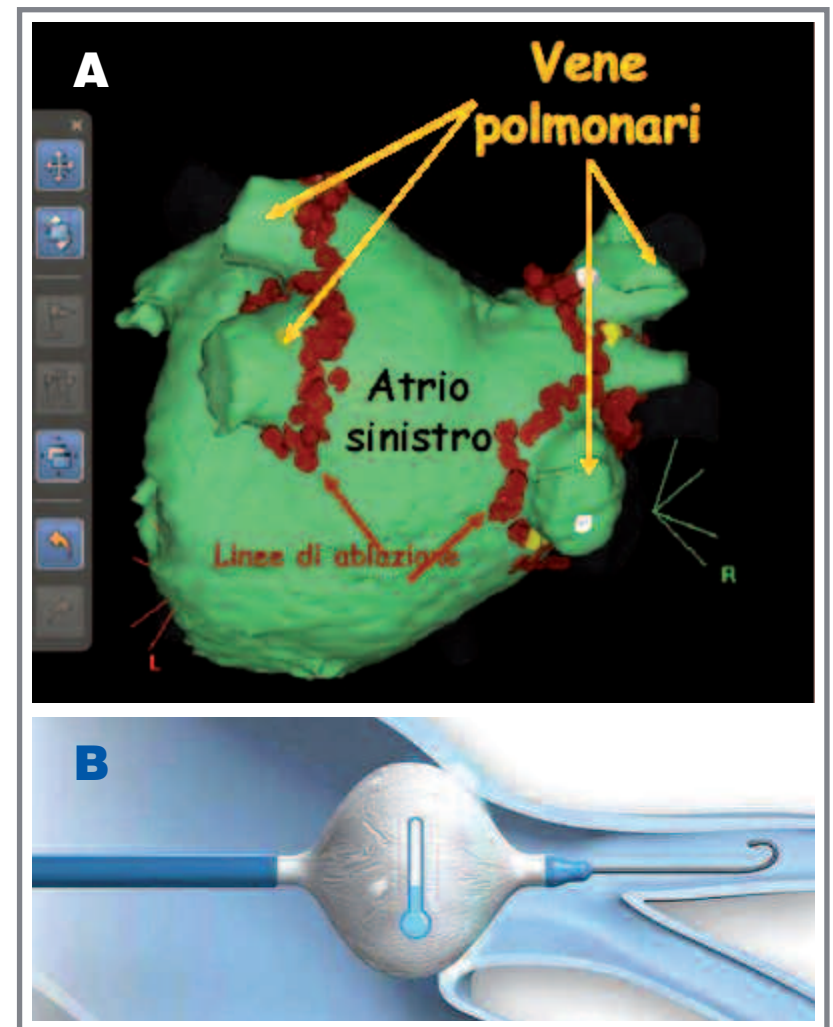 A
Vene
polmonari
Atrio
sinistro
Linee di ablazione
R
L
B